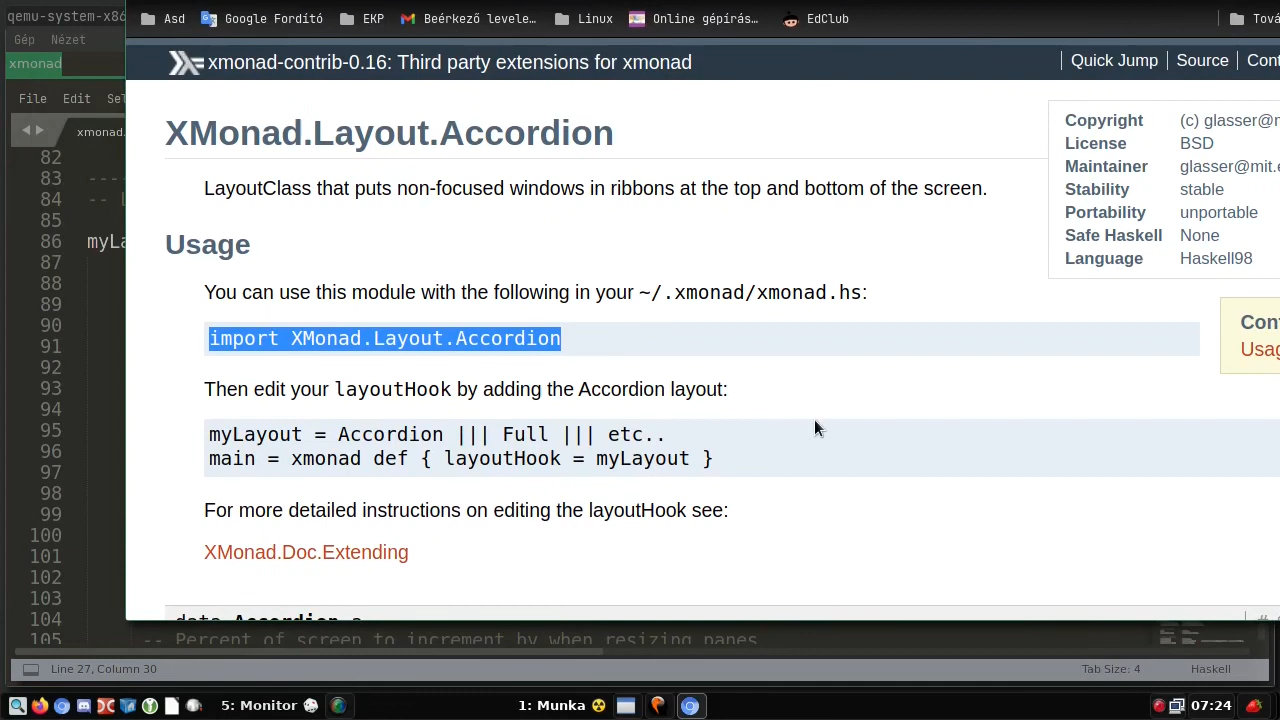 qemu-system-x86
Asd Google Fordító EKP Beérkező levele… Linux Online gépírás… EdClub Tová
Gép Nézet
xmonad
xmonad-contrib-0.16: Third party extensions for xmonad Quick Jump Source Cont
File Edit Sel
xmonad.
XMonad.Layout.Accordion
Copyright (c) glasser@m
License BSD
Maintainer glasser@mit.e
Stability stable
Portability unportable
Safe Haskell None
Language Haskell98
LayoutClass that puts non-focused windows in ribbons at the top and bottom of the screen.
Usage
You can use this module with the following in your ~/.xmonad/xmonad.hs:
import XMonad.Layout.Accordion
Cont
Usag
Then edit your layoutHook by adding the Accordion layout:
myLayout = Accordion ||| Full ||| etc..
main = xmonad def { layoutHook = myLayout }
For more detailed instructions on editing the layoutHook see:
XMonad.Doc.Extending
data Accordion a #
82
83 ----
84 -- L
85
86 myLa
87
88
89
90
91
92
93
94
95
96
97
98
99
100
101
102
103
104
105 -- Percent of screen to increment by when resizing panes
Line 27, Column 30 Tab Size: 4 Haskell
5: Monitor 1: Munka 07:24